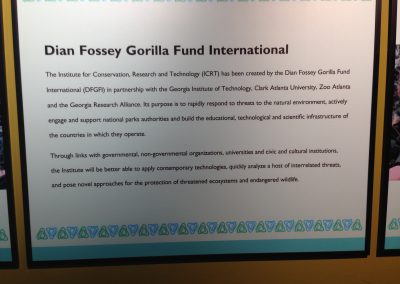 Dian Fossey Gorilla Fund International
The Institute for Conservation, Research and Technology (ICRT) has been created by the Dian Fossey Gorilla Fund
International (DFGFI) in partnership with the Georgia Institute of Technology, Clark Atlanta University, Zoo Atlanta
and the Georgia Research Alliance. Its purpose is to rapidly respond to threats to the natural environment, actively
engage and support national parks authorities and build the educational, technological and scientific infrastructure of
the countries in which they operate.
Through links with governmental, non-governmental organizations, universities and civic and cultural institutions,
the Institute will be better able to apply contemporary technologies, quickly analyze a host of interrelated threats,
and pose novel approaches for the protection of threatened ecosystems and endangered wildlife.